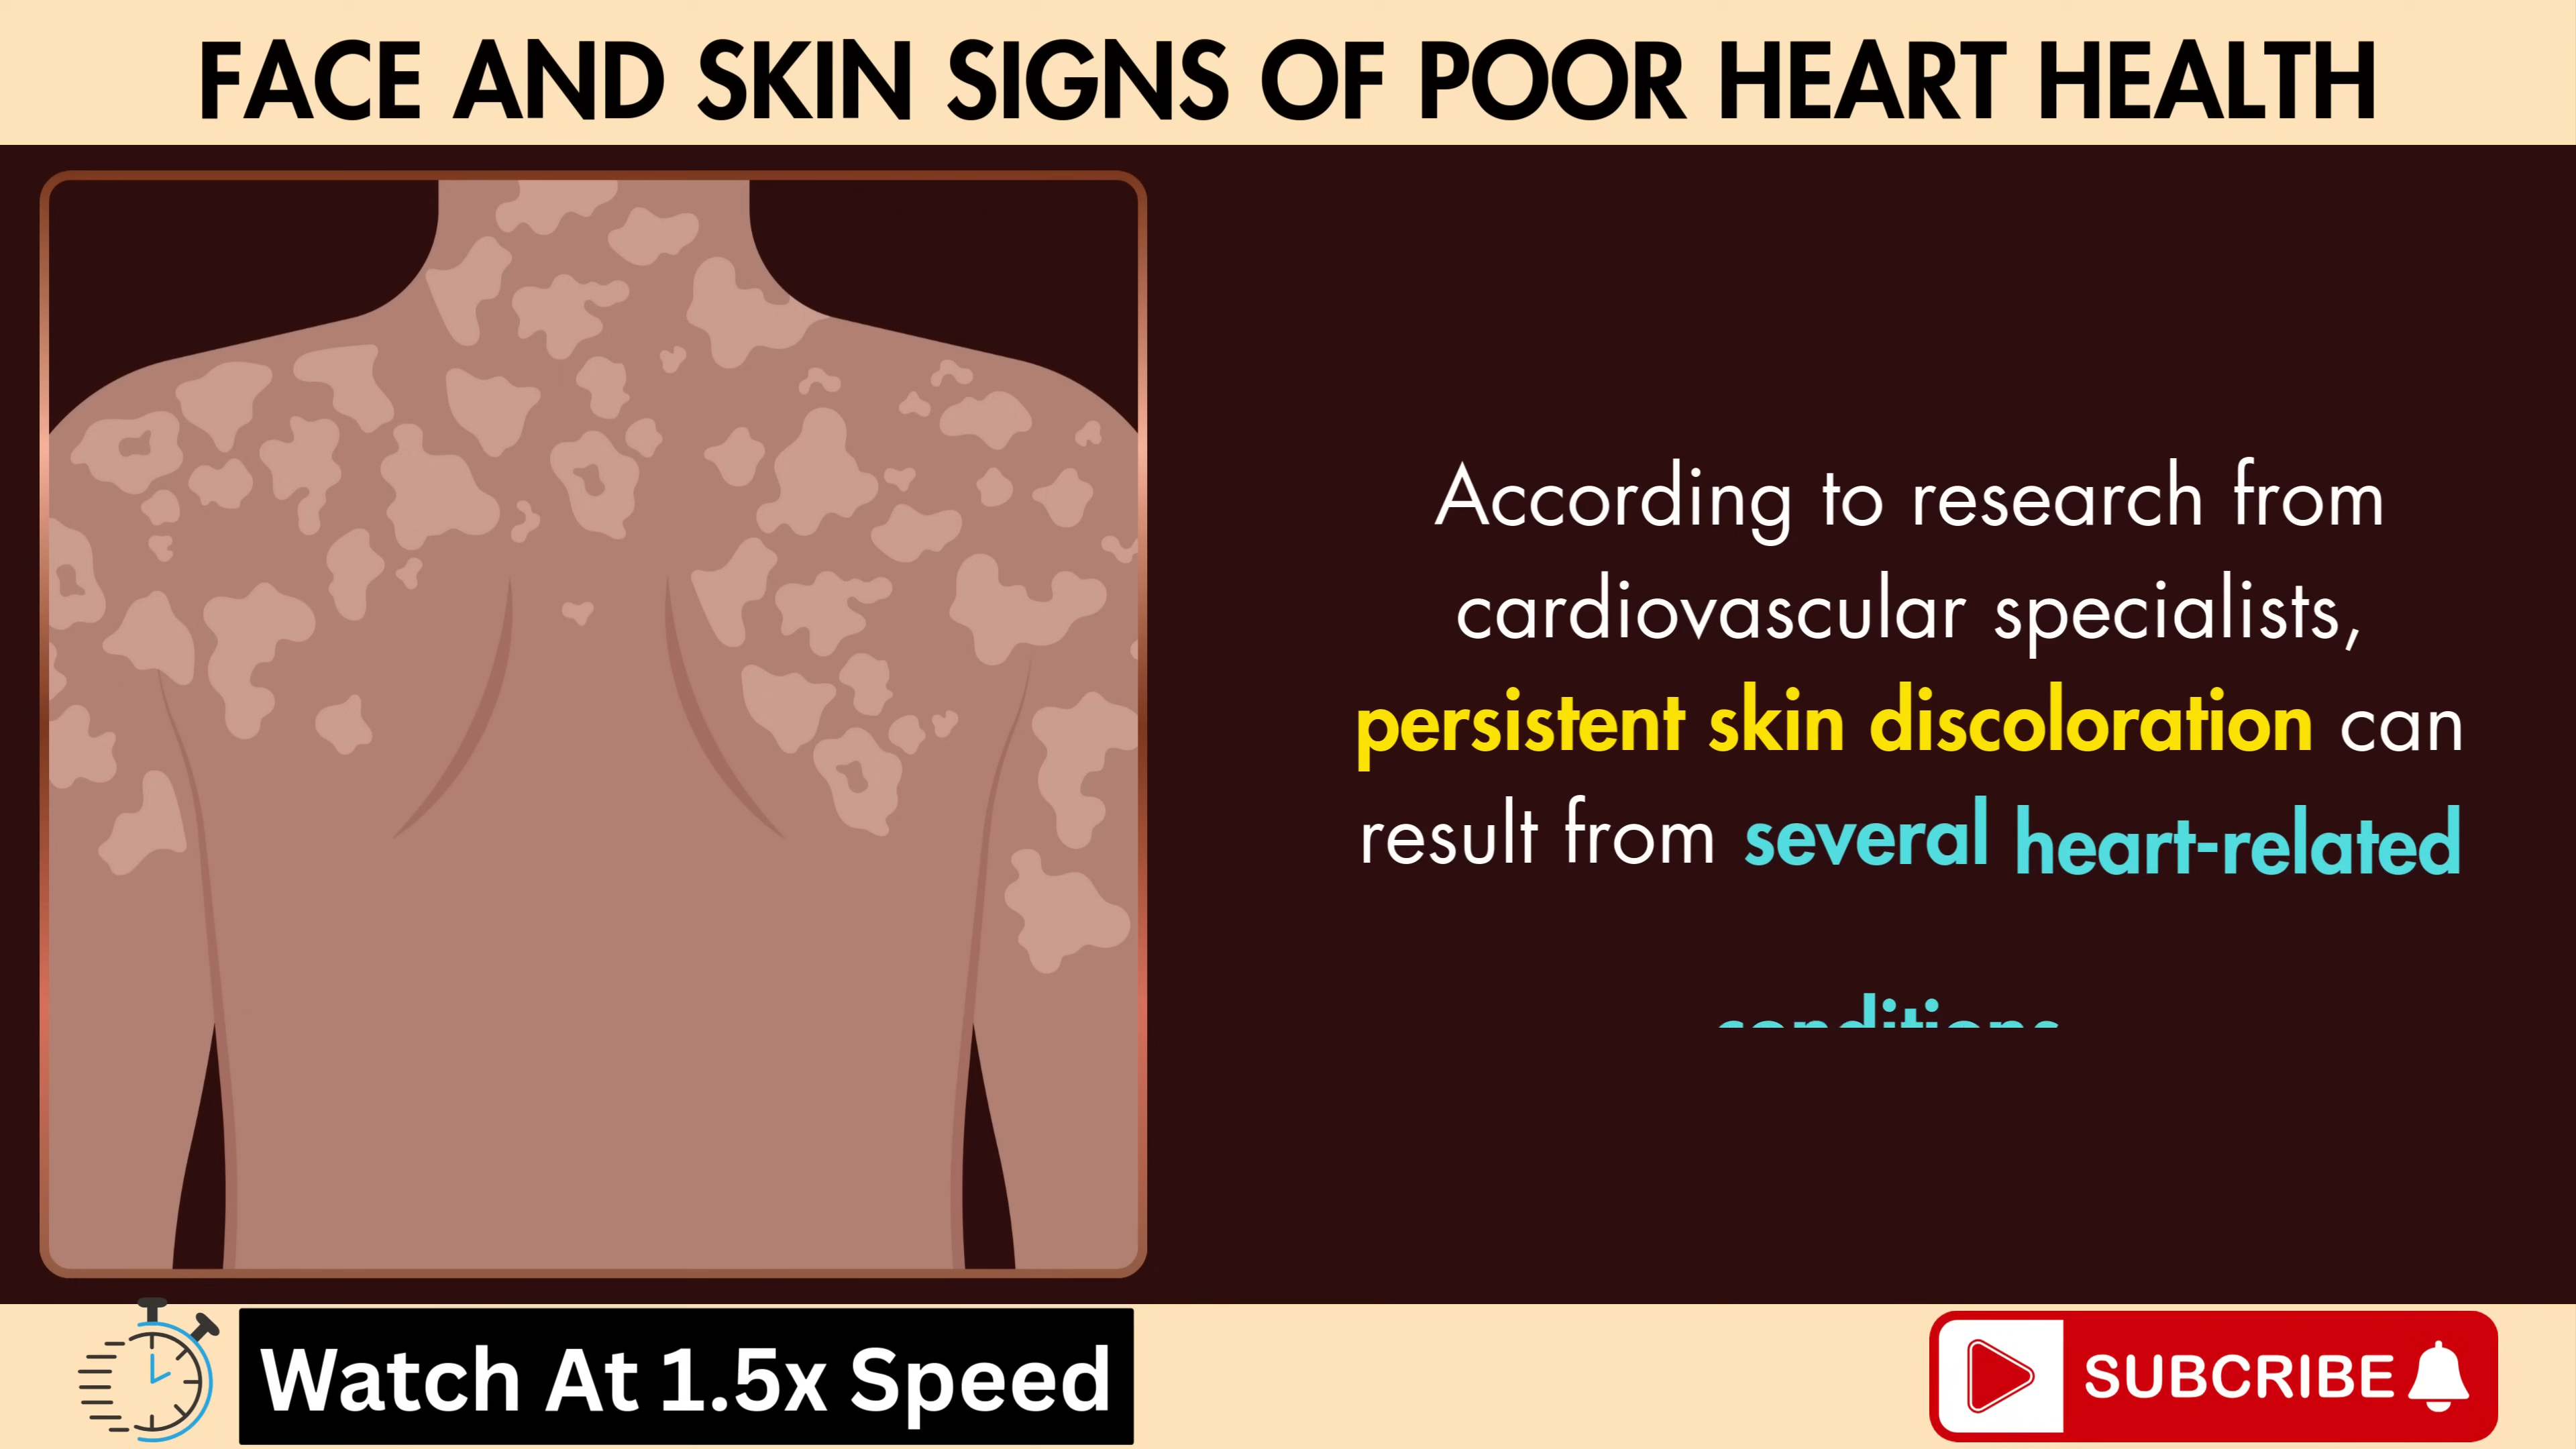 FACE AND SKIN SIGNS OF POOR HEART HEALTH
According to research from
cardiovascular specialists,
persistent skin discoloration can
result from several heart-related
conditions
Watch At 1.5x Speed
SUBCRIBE